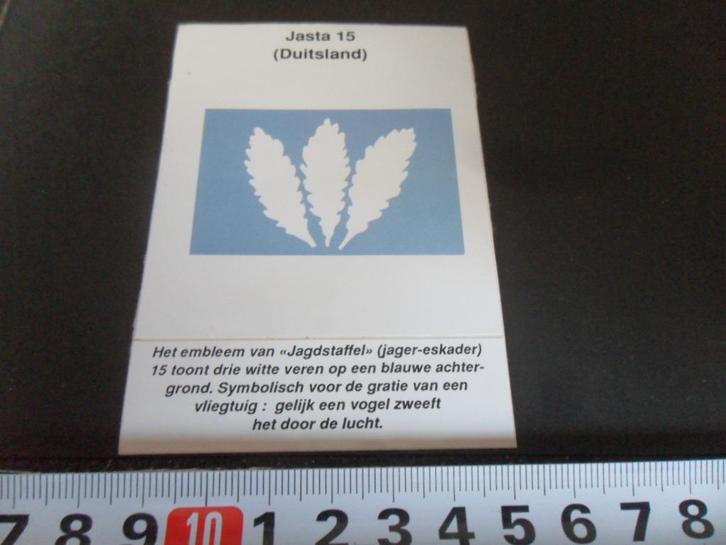 Jasta 15
(Duitsland)
Het embleem van «Jagdstaffel» (jager-eskader)
15 toont drie witte veren op een blauwe achter-
grond. Symbolisch voor de gratie van een
vliegtuig : gelijk een vogel zweeft
het door de lucht.
7 8 9 10 1 2 3 4 5 6 7 8